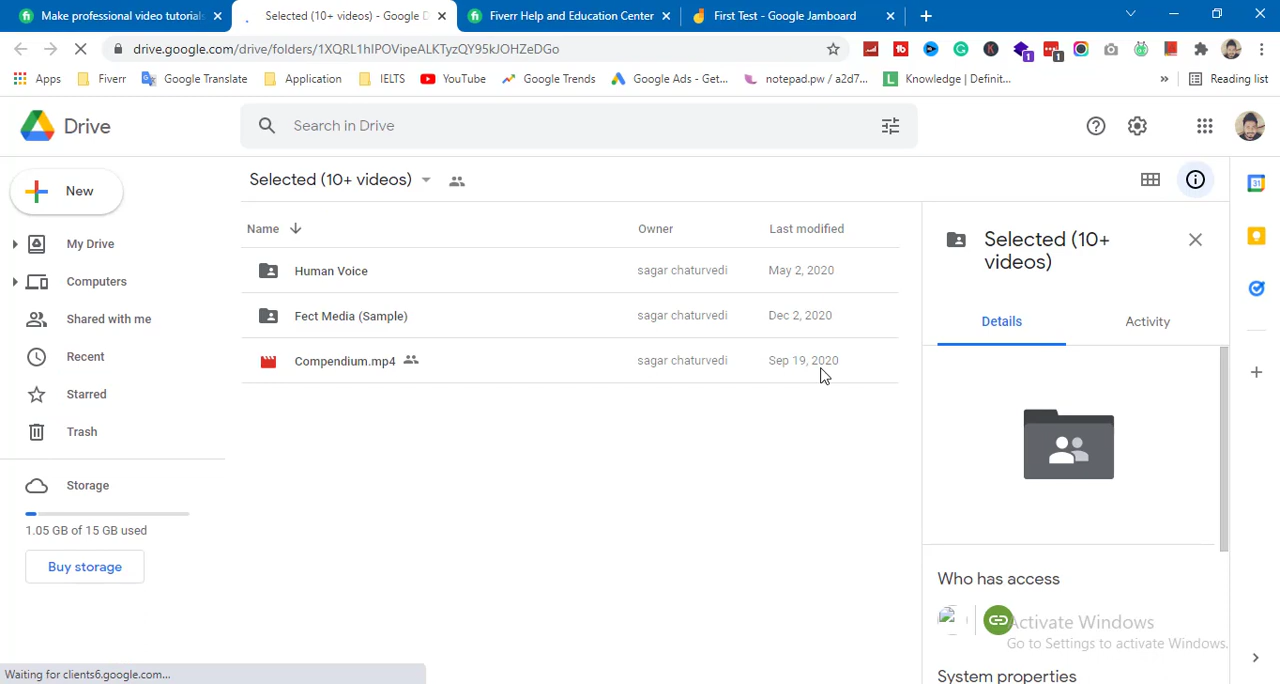 Make professional video tutorials
Selected (10+ videos) - Google D
Fiverr Help and Education Center
First Test - Google Jamboard
drive.google.com/drive/folders/1XQRL1hIPOVipeALKTyzQY95kJOHZeDGo
1
1
Apps
Fiverr
Google Translate
Application
IELTS
YouTube
Google Trends
Google Ads - Get...
notepad.pw / a2d7...
Knowledge | Definit...
»
Reading list
Drive
Search in Drive
New
Selected (10+ videos)
31
Name
Owner
Last modified
Selected (10+
videos)
My Drive
Computers
Shared with me
Recent
Starred
Trash
Human Voice
sagar chaturvedi
May 2, 2020
Fect Media (Sample)
sagar chaturvedi
Dec 2, 2020
Compendium.mp4
sagar chaturvedi
Sep 19, 2020
Details
Activity
Storage
1.05 GB of 15 GB used
Buy storage
Who has access
Activate Windows
Go to Settings to activate Windows.
System properties
Waiting for clients6.google.com...